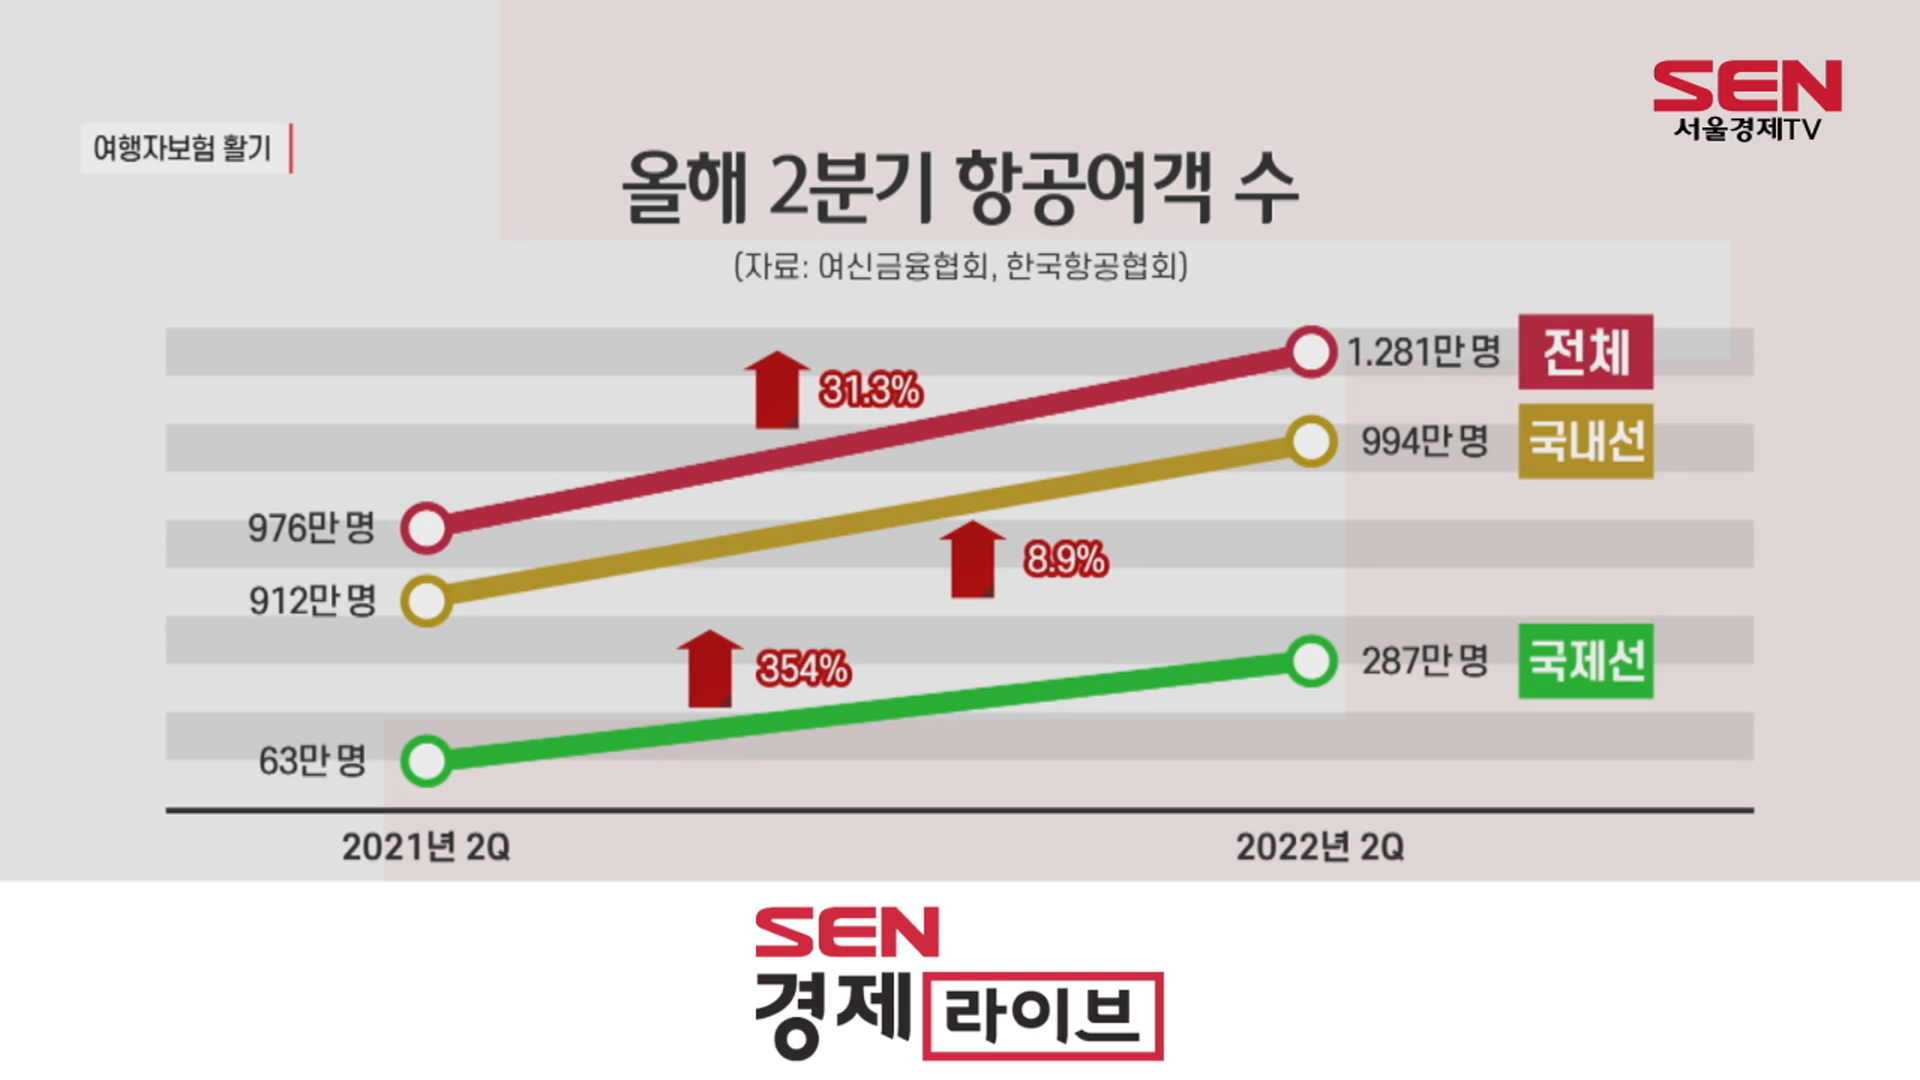 SEN
서울경제TV
여행자보험 활기
올해 2분기 항공여객 수
(자료: 여신금융협회, 한국항공협회)
31.3%
1.281만 명 전체
994만 명 국내선
976만 명
8.9%
912만 명
354%
287만 명 국제선
63만 명
2021년 2Q 2022년 2Q
SEN
경제 라이브